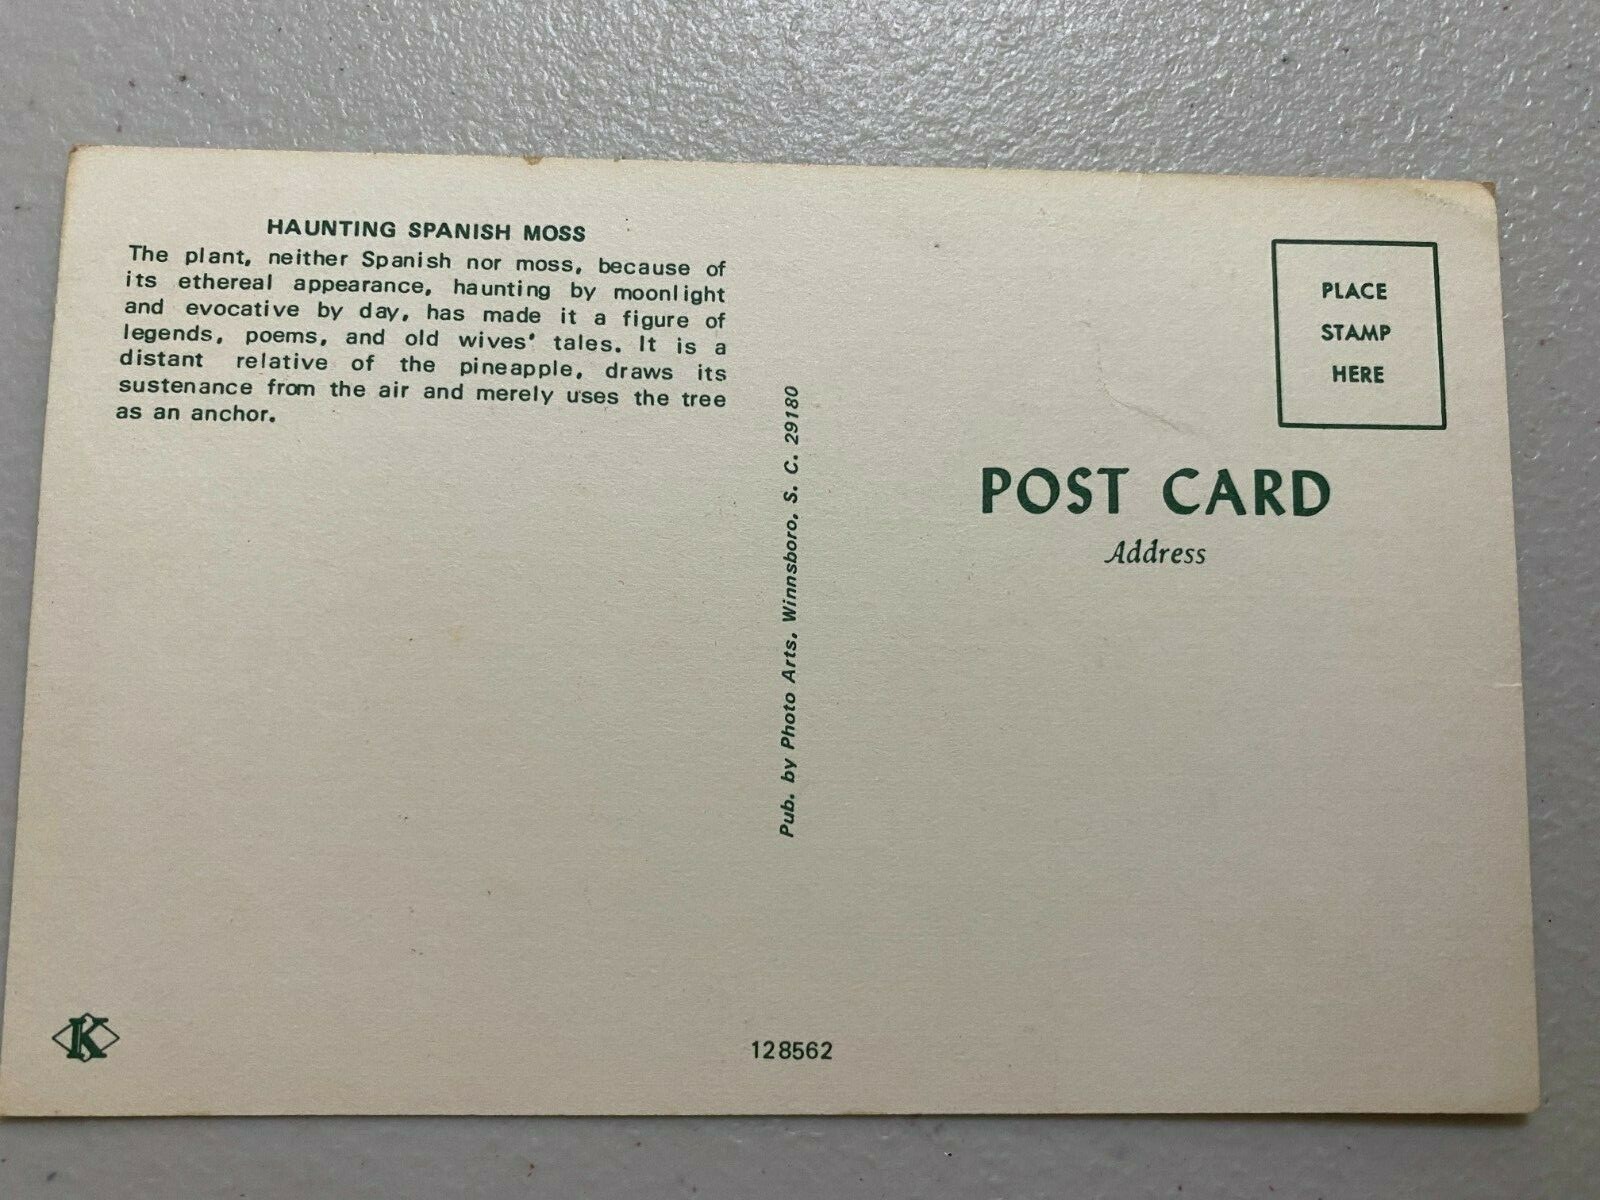 HAUNTING SPANISH MOSS
The plant, neither Spanish nor moss, because of
its ethereal appearance, haunting by moonlight
and evocative by day, has made it a figure of
legends, poems, and old wives' tales. It is a
distant relative of the pineapple, draws its
sustenance from the air and merely uses the tree
as an anchor.
Pub. by Photo Arts, Winnsboro, S. C. 29180
PLACE
STAMP
HERE
POST CARD
Address
K
128562